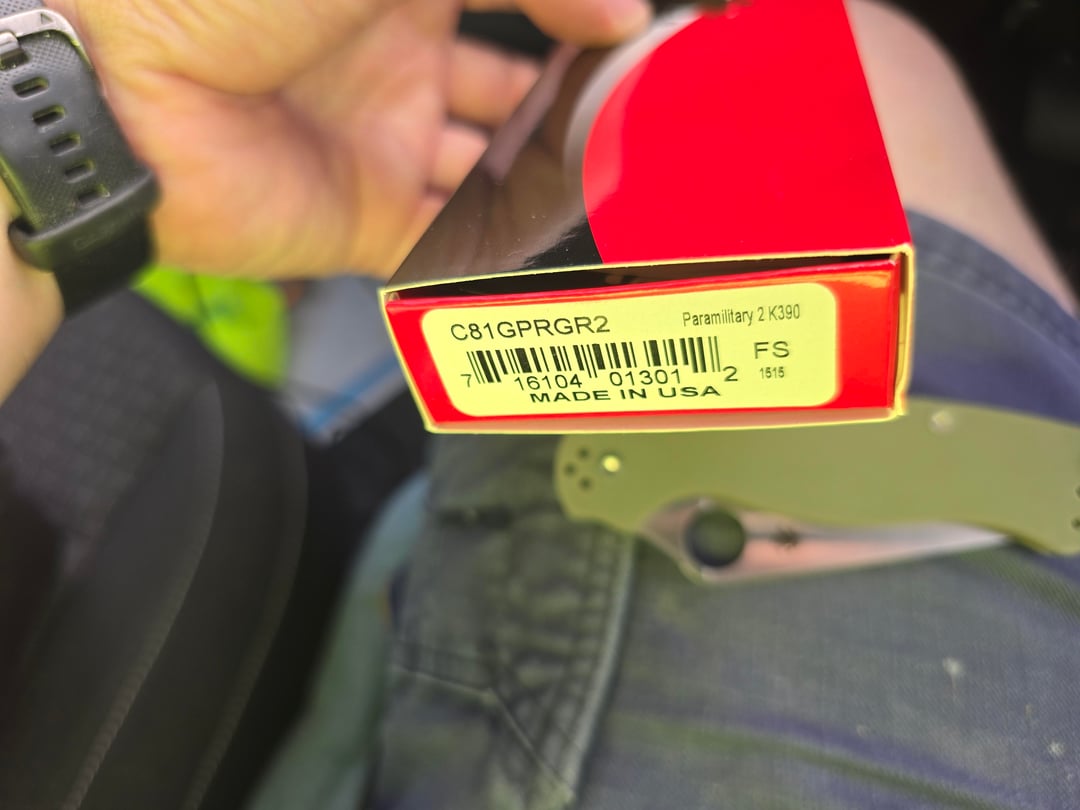 C81GPRGR2
Paramilitary 2 K390
FS
1515
7 16104 01301 2
MADE IN USA